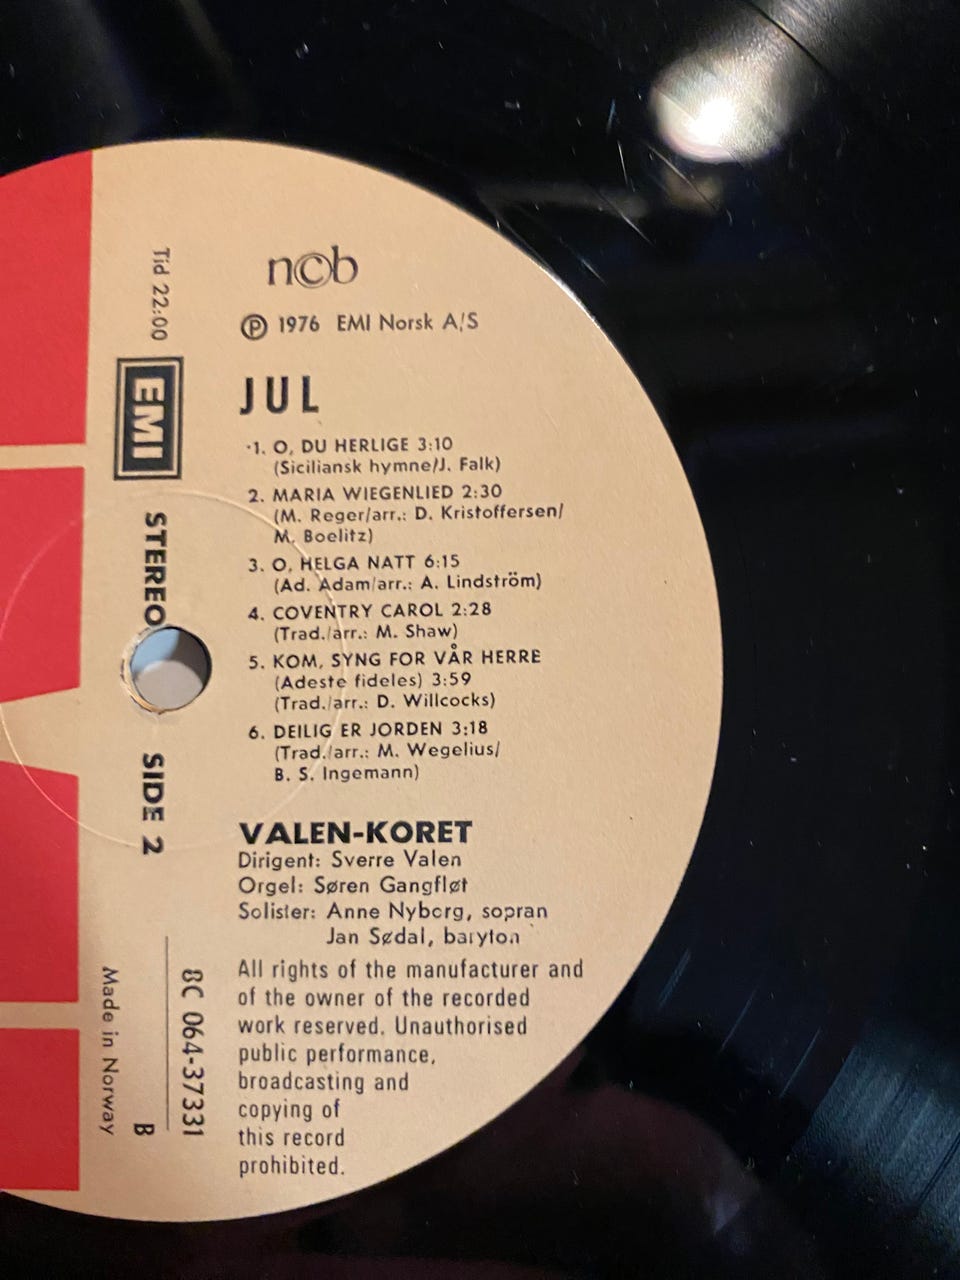 ncb
Ⓟ 1976 EMI Norsk A/S
JUL
1. O, DU HERLIGE 3:10
(Siciliansk hymne/J. Falk)
2. MARIA WIEGENLIED 2:30
(M. Reger/arr.: D. Kristoffersen/
M. Boelitz)
3. O, HELGA NATT 6:15
(Ad. Adam/arr.: A. Lindström)
4. COVENTRY CAROL 2:28
(Trad./arr.: M. Shaw)
5. KOM, SYNG FOR VÅR HERRE
(Adeste fideles) 3:59
(Trad./arr.: D. Willcocks)
6. DEILIG ER JORDEN 3:18
(Trad./arr.: M. Wegelius/
B. S. Ingemann)
VALEN-KORET
Dirigent: Sverre Valen
Orgel: Søren Gangfløt
Solister: Anne Nyborg, sopran
Jan Sødal, baryton
All rights of the manufacturer and
of the owner of the recorded
work reserved. Unauthorised
public performance,
broadcasting and
copying of
this record
prohibited.
Tid 22:00
EMI
STEREO
SIDE 2
8C 064-37331
B
Made in Norway